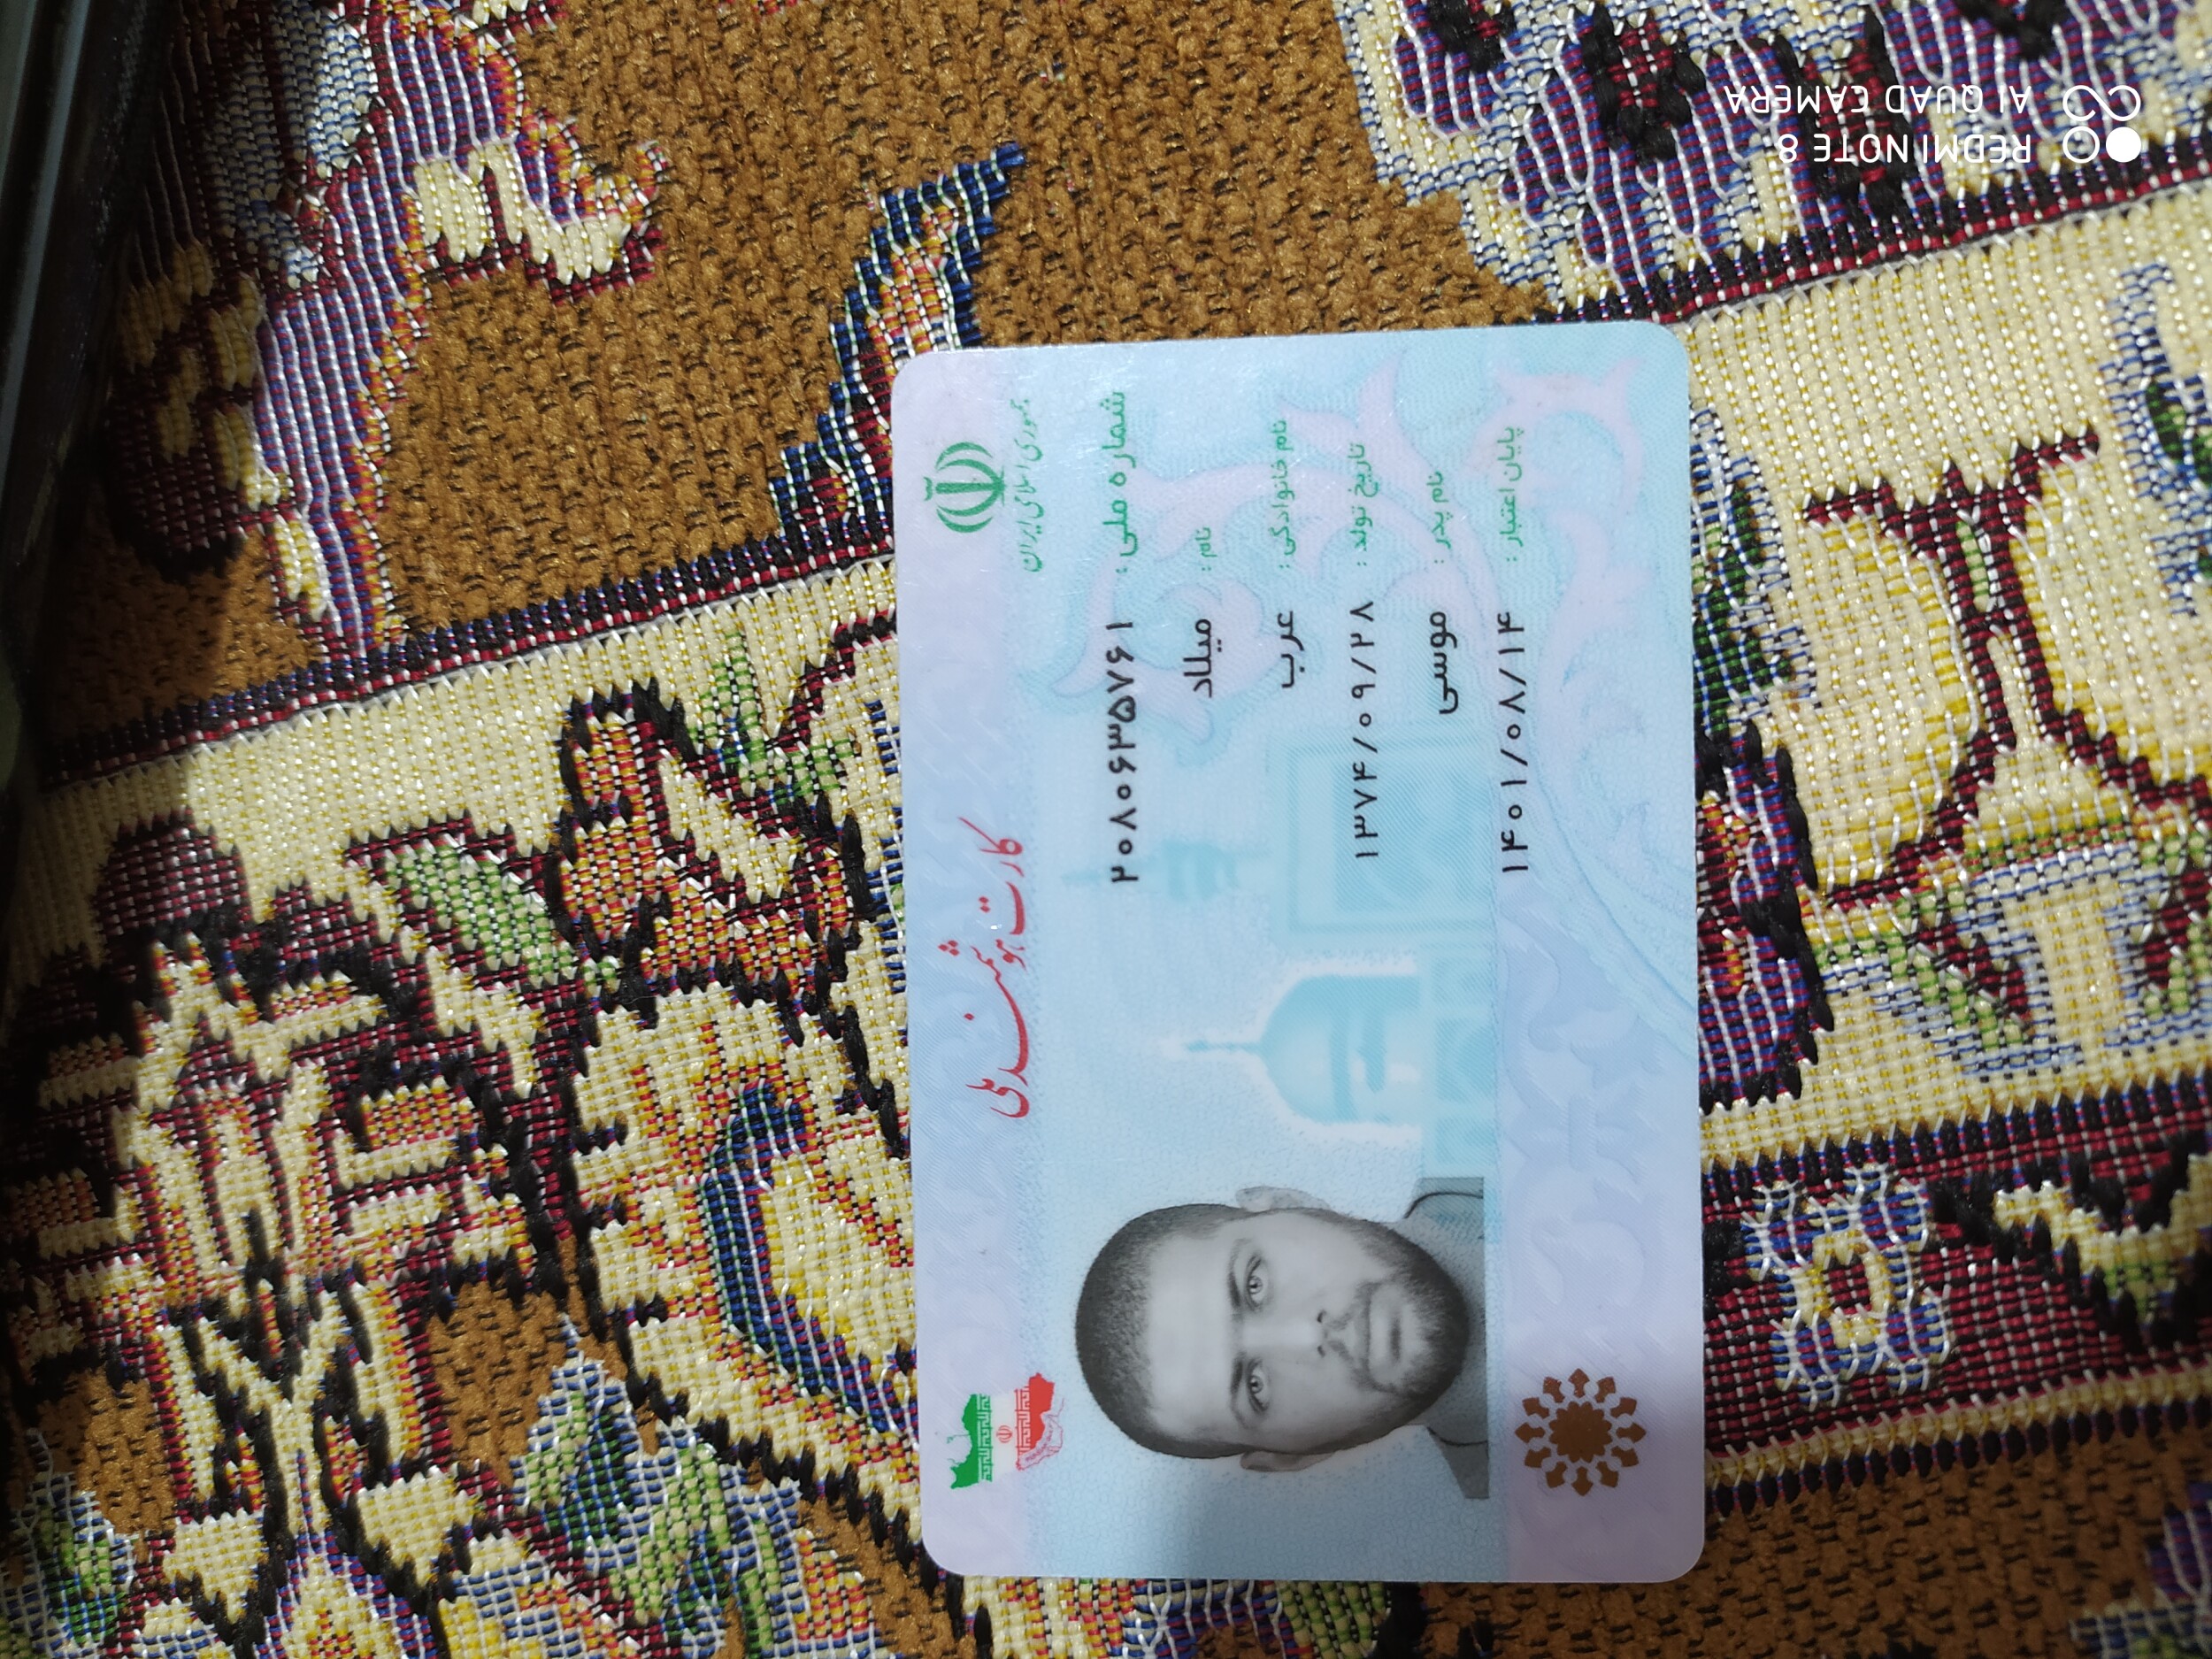 جمهوری اسلامی ایران
کارت هوشمند ملی
شماره ملی: ۲۰۸۰۶۳۵۷۶۱
نام: میلاد
نام خانوادگی: عرب
تاریخ تولد: ۱۳۷۴/۰۹/۲۸
نام پدر: موسی
پایان اعتبار: ۱۴۰۱/۰۸/۱۴
REDMI NOTE 8
AI QUAD CAMERA